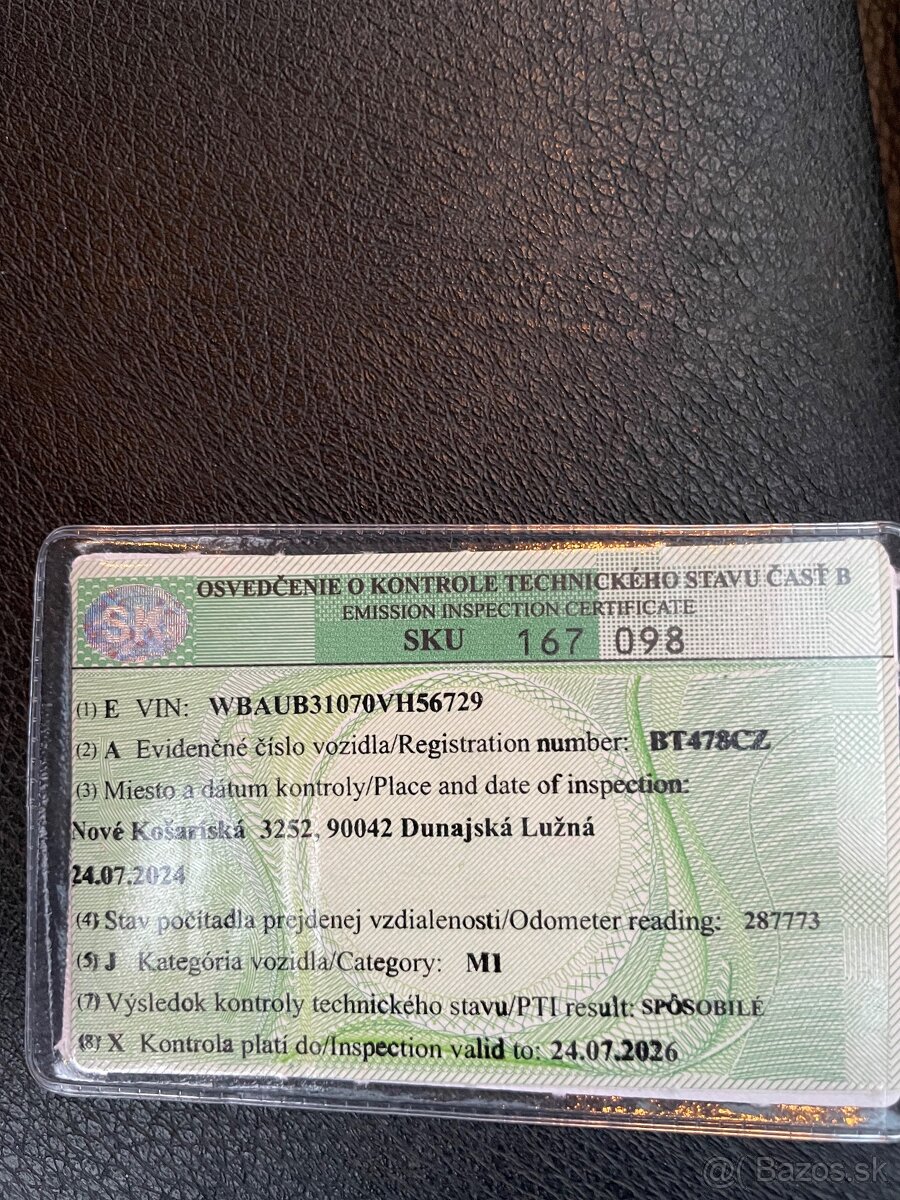 OSVEDČENIE O KONTROLE TECHNICKÉHO STAVU ČASŤ B
EMISSION INSPECTION CERTIFICATE
SK
SKU 167 098
(1) E VIN: WBAUB31070VH56729
(2) A Evidenčné číslo vozidla/Registration number: BT478CZ
(3) Miesto a dátum kontroly/Place and date of inspection:
Nové Košariská 3252, 90042 Dunajská Lužná
24.07.2024
(4) Stav počítadla prejdenej vzdialenosti/Odometer reading: 287773
(5) J Kategória vozidla/Category: M1
(7) Výsledok kontroly technického stavu/PTI result: SPÔSOBILÉ
(8) X Kontrola platí do/Inspection valid to: 24.07.2026
@( Bazos.sk